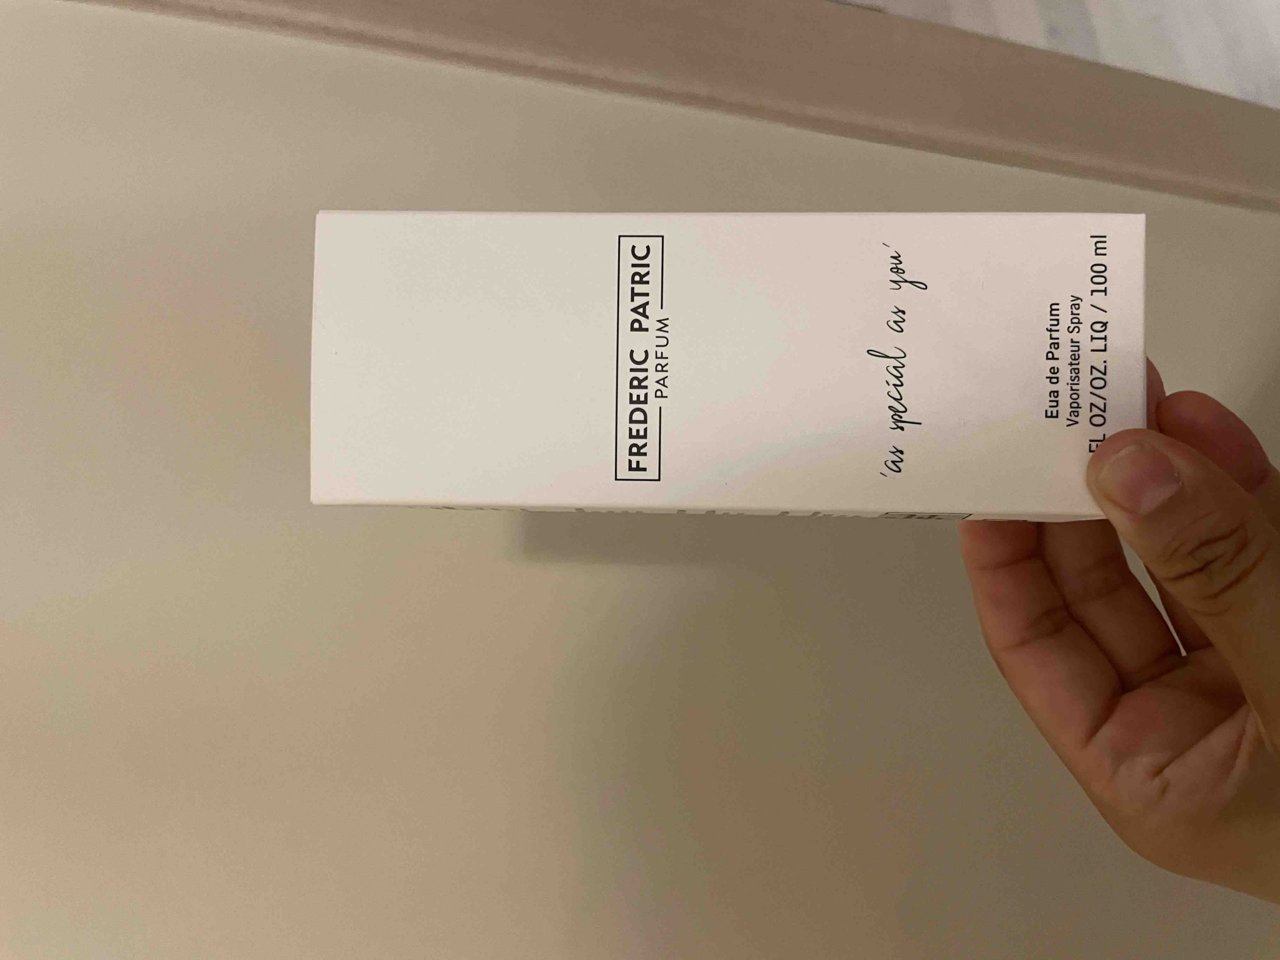 FREDERIC PATRIC
PARFUM
'as special as you'
Eua de Parfum
Vaporisateur Spray
FL OZ/OZ. LIQ / 100 ml